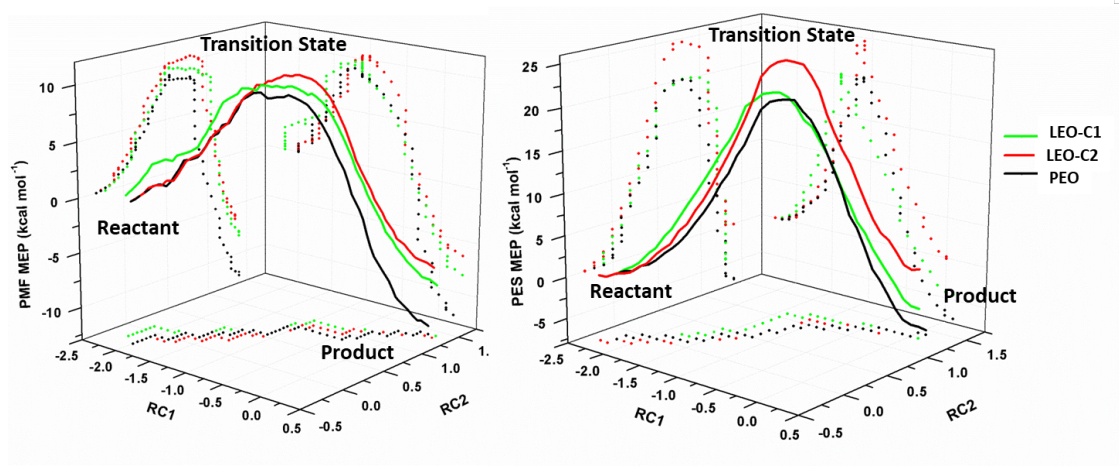 Transition State
10
5
0
-5
-10
PMF MEP (kcal mol⁻¹)
Reactant
Product
-2.5
-2.0
-1.5
-1.0
-0.5
0.0
0.5
RC1
-0.5
0.0
0.5
1.0
1.
RC2
Transition State
25
20
15
10
5
0
-5
PES MEP (kcal mol⁻¹)
Reactant
Product
-2.5
-2.0
-1.5
-1.0
-0.5
0.0
0.5
RC1
-0.5
0.0
0.5
1.0
1.5
RC2
LEO-C1
LEO-C2
PEO